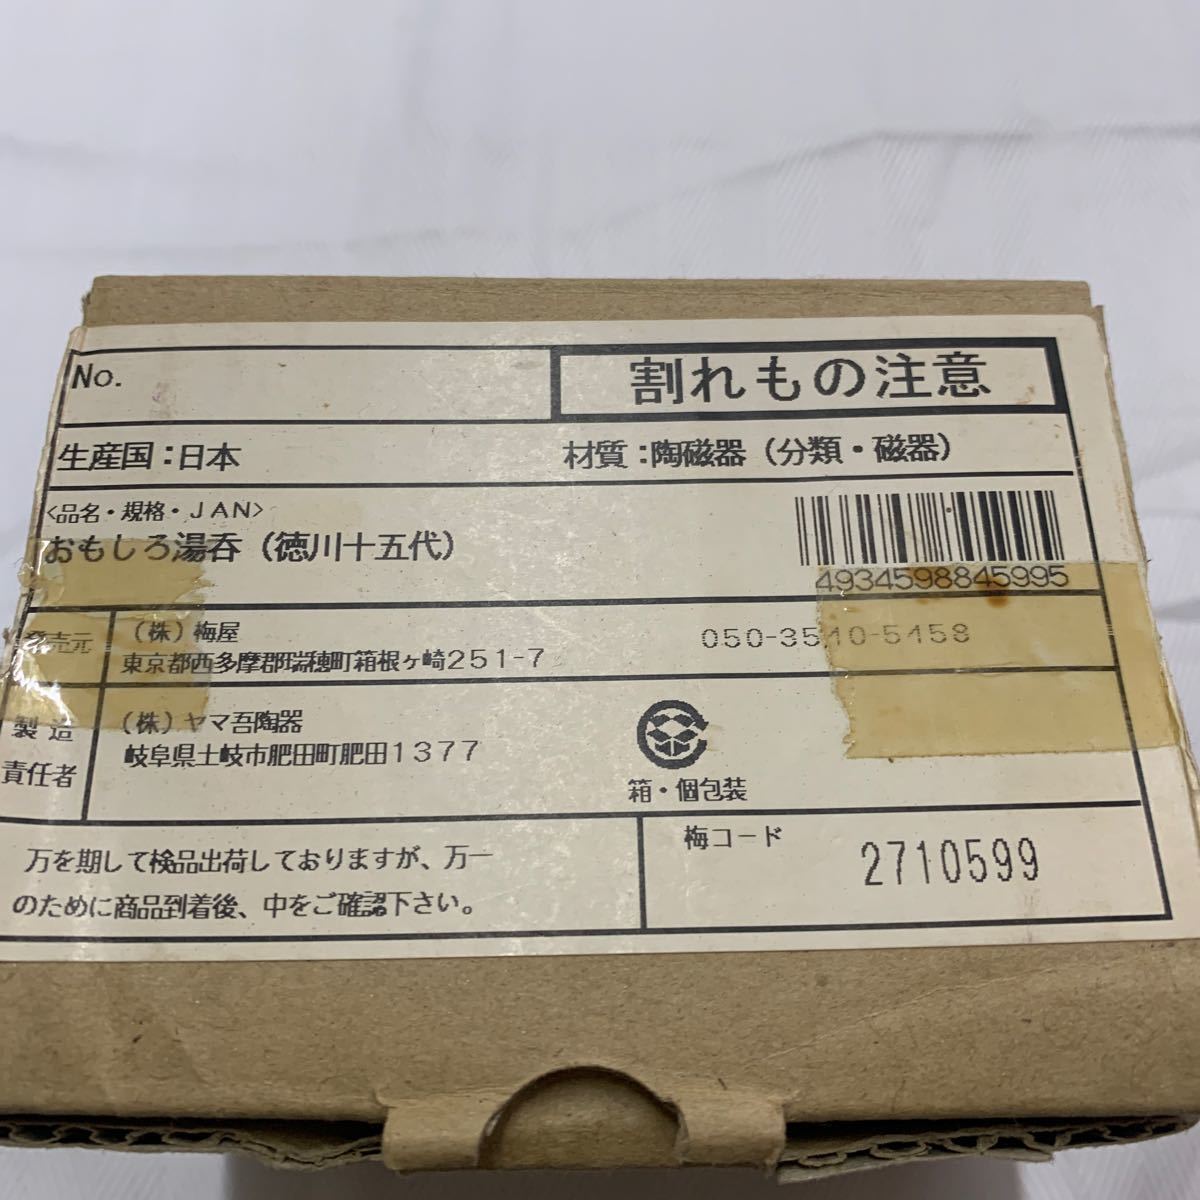 No.
割れもの注意
生産国：日本
材質：陶磁器（分類・磁器）
<品名・規格・JAN>
おもしろ湯呑（徳川十五代）
4934598845995
発売元
（株）梅屋
東京都西多摩郡瑞穂町箱根ヶ崎251-7
050-3510-5158
製造
責任者
（株）ヤマ吾陶器
岐阜県土岐市肥田町肥田1377
箱・個包装
万を期して検品出荷しておりますが、万一
のために商品到着後、中をご確認下さい。
梅コード
2710599